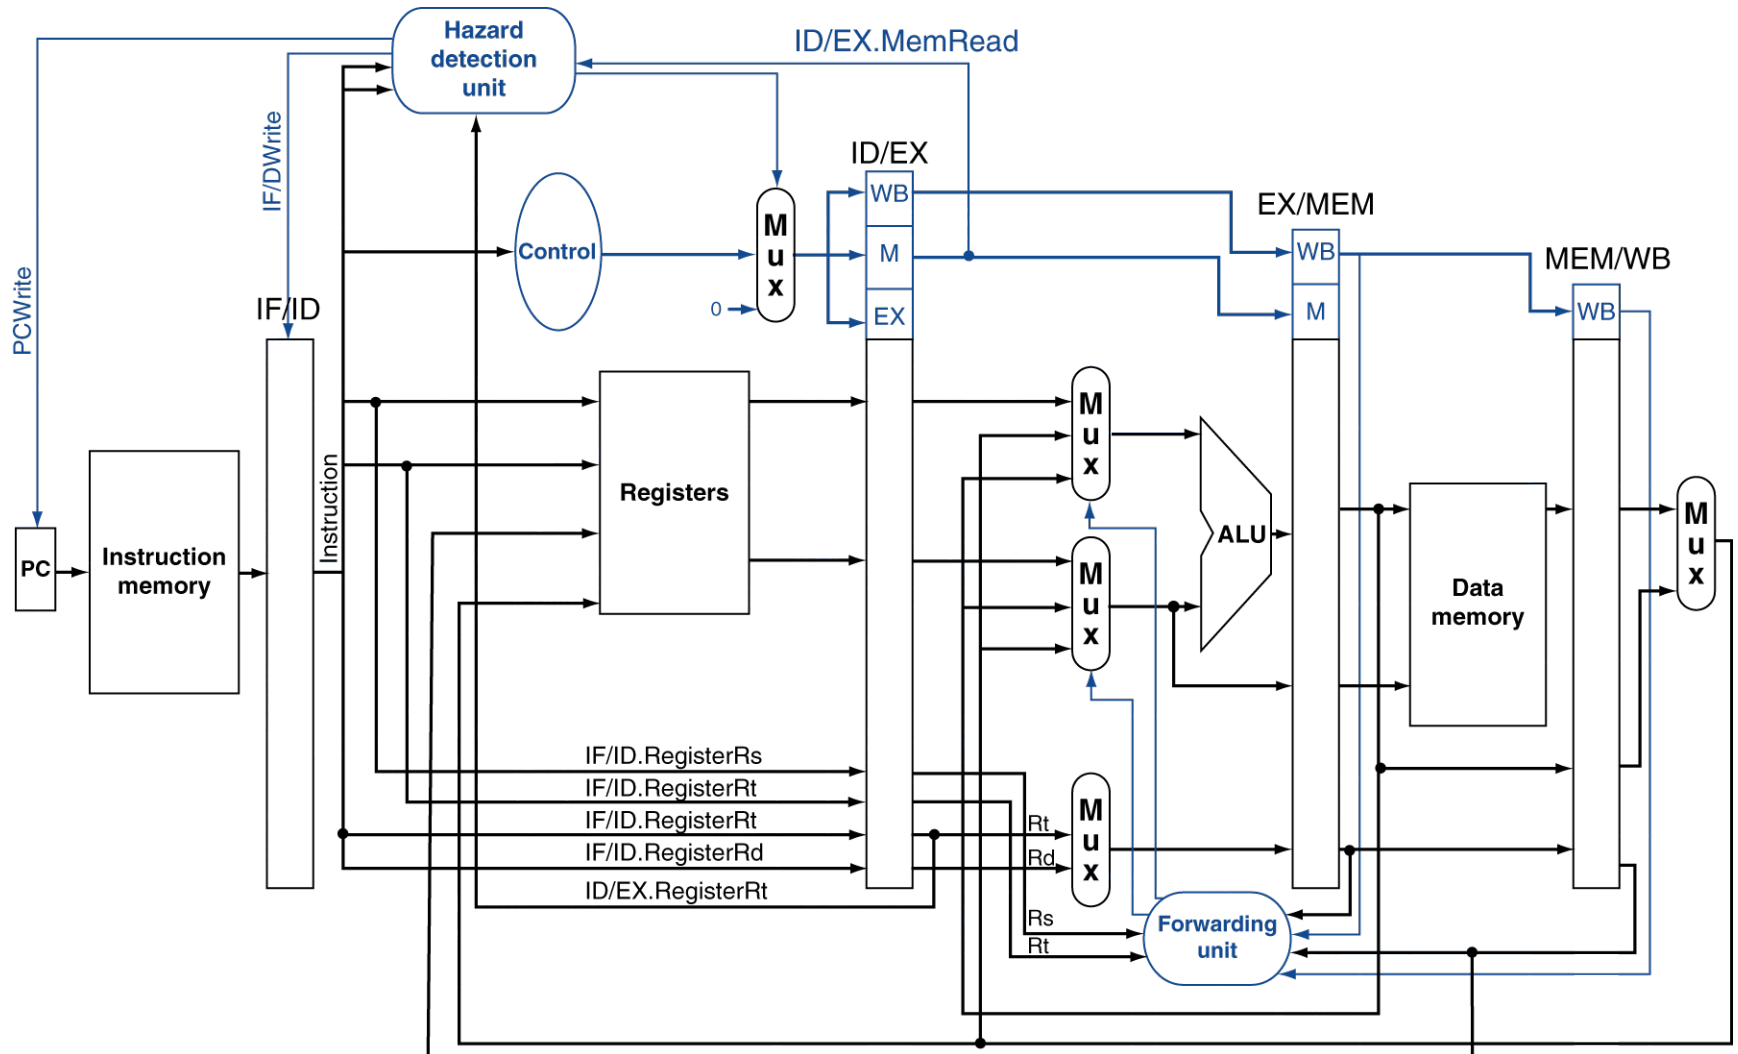 Hazard
detection
unit
ID/EX.MemRead
IF/DWrite
PCWrite
ID/EX
WB
M
EX
EX/MEM
WB
M
MEM/WB
WB
Control
M
u
x
0
IF/ID
Instruction
PC
Instruction
memory
Registers
M
u
x
M
u
x
ALU
Data
memory
M
u
x
IF/ID.RegisterRs
IF/ID.RegisterRt
IF/ID.RegisterRt
IF/ID.RegisterRd
ID/EX.RegisterRt
Rt
Rd
M
u
x
Rs
Rt
Forwarding
unit